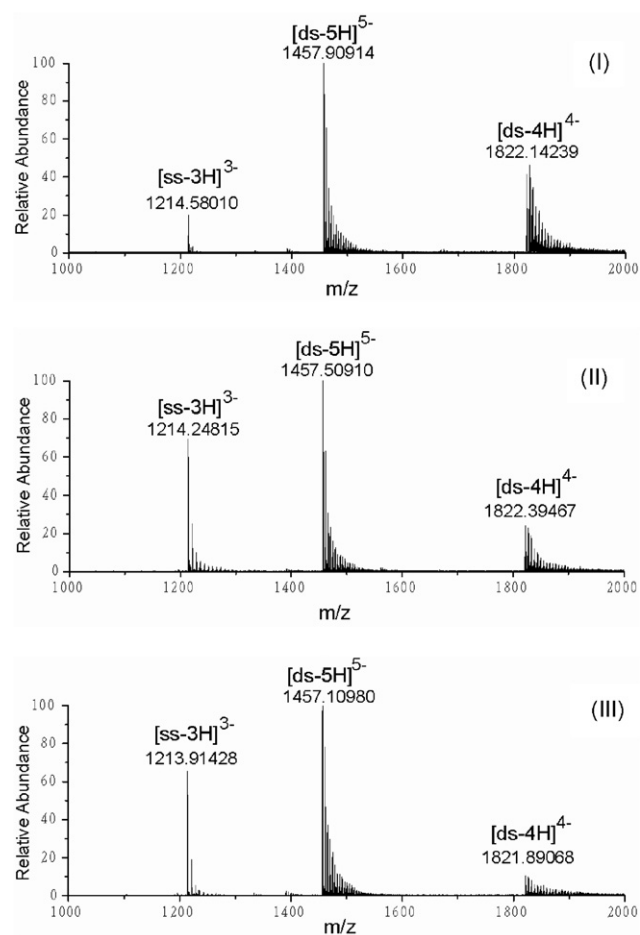 [ds-5H]5-
1457.90914
(I)
[ds-4H]4-
1822.14239
[ss-3H]3-
1214.58010
Relative Abundance
100
80
60
40
20
0
1000 1200 1400 1600 1800 2000
m/z
[ds-5H]5-
1457.50910
(II)
[ss-3H]3-
1214.24815
[ds-4H]4-
1822.39467
Relative Abundance
100
80
60
40
20
0
1000 1200 1400 1600 1800 2000
m/z
[ds-5H]5-
1457.10980
(III)
[ss-3H]3-
1213.91428
[ds-4H]4-
1821.89068
Relative Abundance
100
80
60
40
20
0
1000 1200 1400 1600 1800 2000
m/z